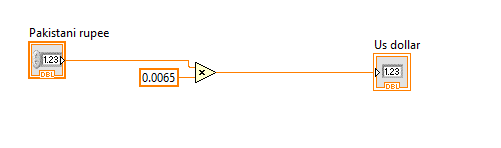 Pakistani rupee
Us dollar
1.23
DBL
0.0065
×
1.23
DBL